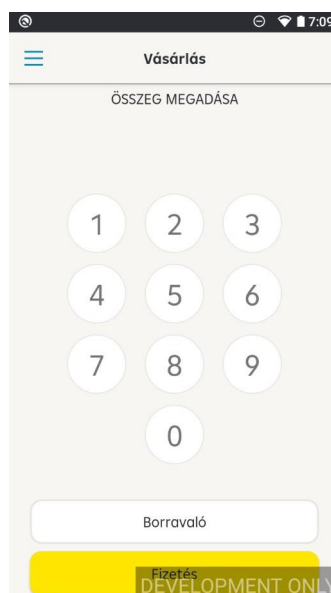 7:09
Vásárlás
ÖSSZEG MEGADÁSA
1 2 3
4 5 6
7 8 9
0
Borravaló
Fizetés
DEVELOPMENT ONLY